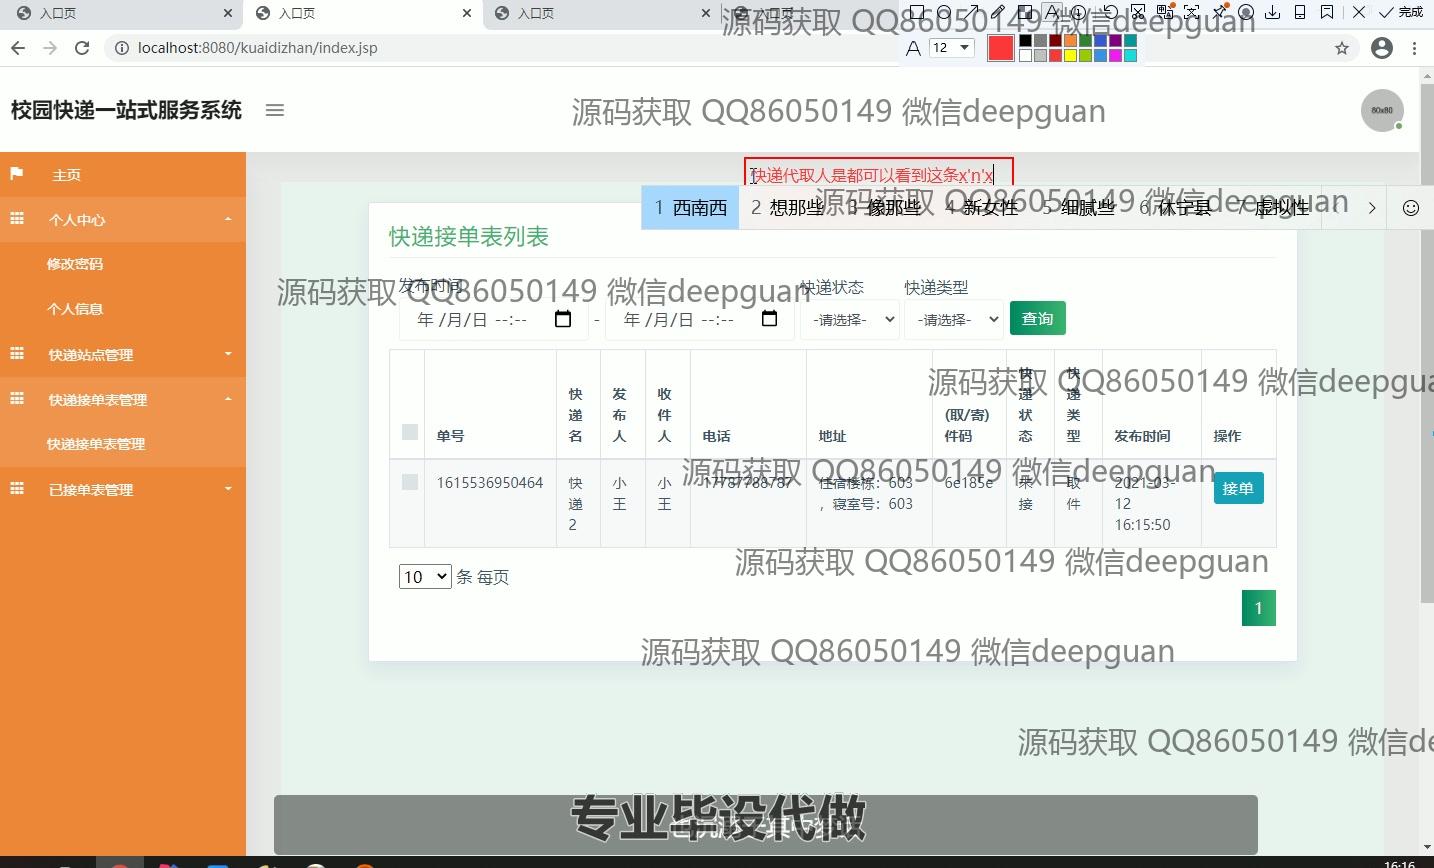 入口页
入口页
入口页
入口页
完成
localhost:8080/kuaidizhan/index.jsp
12
源码获取 QQ86050149 微信deepguan
校园快递一站式服务系统
源码获取 QQ86050149 微信deepguan
80x80
主页
快递代取人是都可以看到这条x'n'x
个人中心
1 西南西 2 想那些 3 像那些 4 新女性 5 细腻些 6 休宁县 7 虚拟性
源码获取 QQ86050149 微信deepguan
快递接单表列表
修改密码
发布时间
快递状态
快递类型
源码获取 QQ86050149 微信deepguan
个人信息
年 /月/日 --:-- - 年 /月/日 --:--
-请选择-
-请选择-
查询
快递站点管理
快递接单表管理
源码获取 QQ86050149 微信deepgua
单号 快递名 发布人 收件人 电话 地址 (取/寄)件码 快递状态 快递类型 发布时间 操作
快递接单表管理
源码获取 QQ86050149 微信deepguan
1615536950464 快递2 小王 小王 17787788787 住宿楼栋：603，寝室号：603 6e185e 未接 取件 2021-03-12 16:15:50 接单
已接单表管理
源码获取 QQ86050149 微信deepguan
10 条 每页
1
源码获取 QQ86050149 微信deepguan
源码获取 QQ86050149 微信de
专业毕设代做
16:16